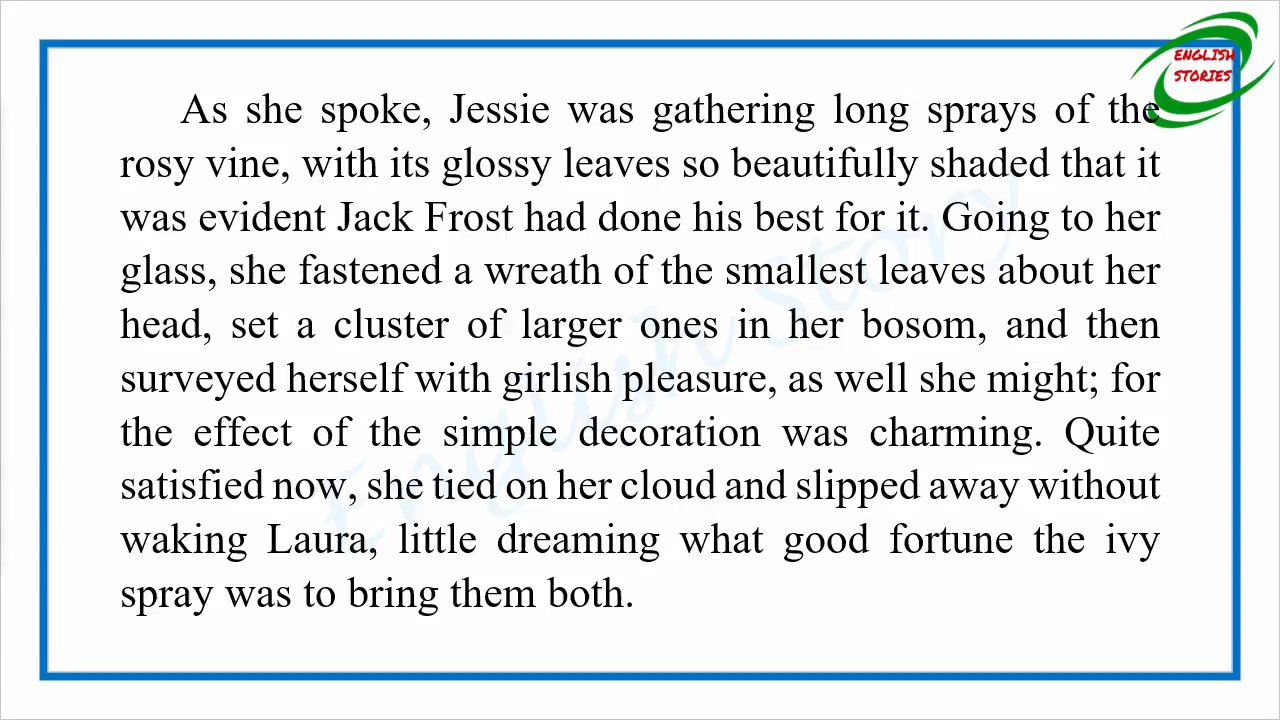 ENGLISH
STORIES
As she spoke, Jessie was gathering long sprays of the
rosy vine, with its glossy leaves so beautifully shaded that it
was evident Jack Frost had done his best for it. Going to her
glass, she fastened a wreath of the smallest leaves about her
head, set a cluster of larger ones in her bosom, and then
surveyed herself with girlish pleasure, as well she might; for
the effect of the simple decoration was charming. Quite
satisfied now, she tied on her cloud and slipped away without
waking Laura, little dreaming what good fortune the ivy
spray was to bring them both.
English Story